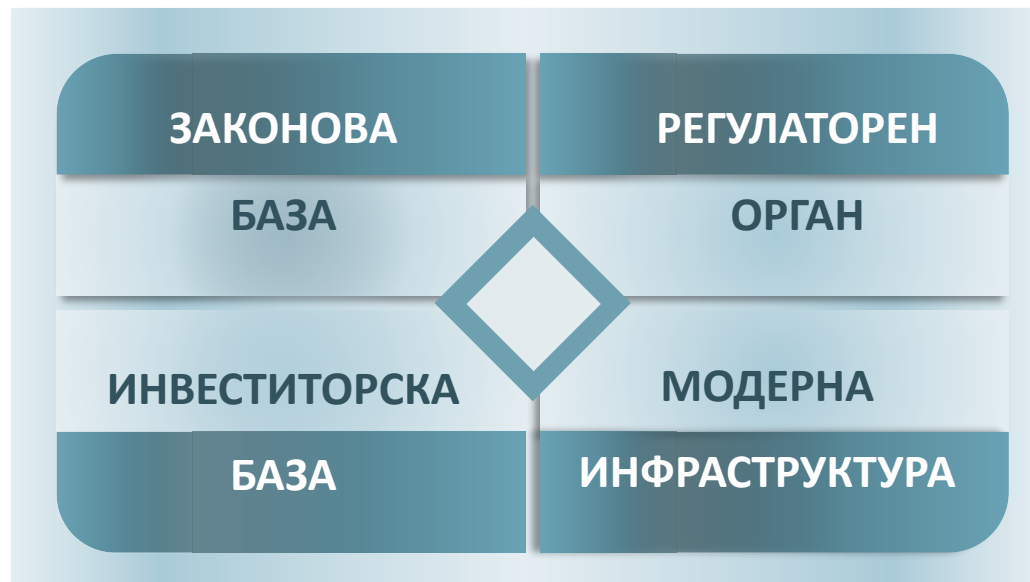 ЗАКОНОВА
БАЗА
РЕГУЛАТОРЕН
ОРГАН
ИНВЕСТИТОРСКА
БАЗА
МОДЕРНА
ИНФРАСТРУКТУРА